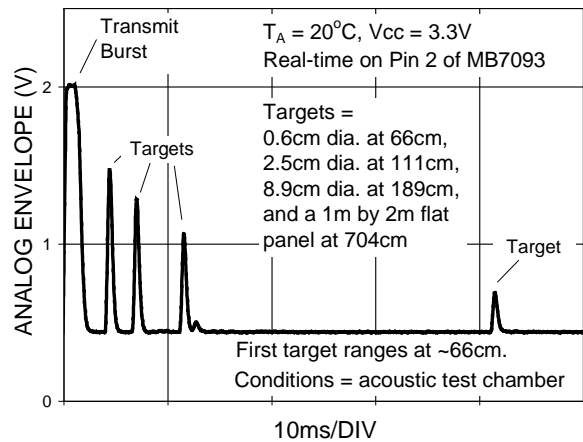 Transmit
Burst
T_A = 20°C, Vcc = 3.3V
Real-time on Pin 2 of MB7093
Targets =
0.6cm dia. at 66cm,
2.5cm dia. at 111cm,
8.9cm dia. at 189cm,
and a 1m by 2m flat
panel at 704cm
Targets
Target
First target ranges at ~66cm.
Conditions = acoustic test chamber
ANALOG ENVELOPE (V)
2
1
0
10ms/DIV